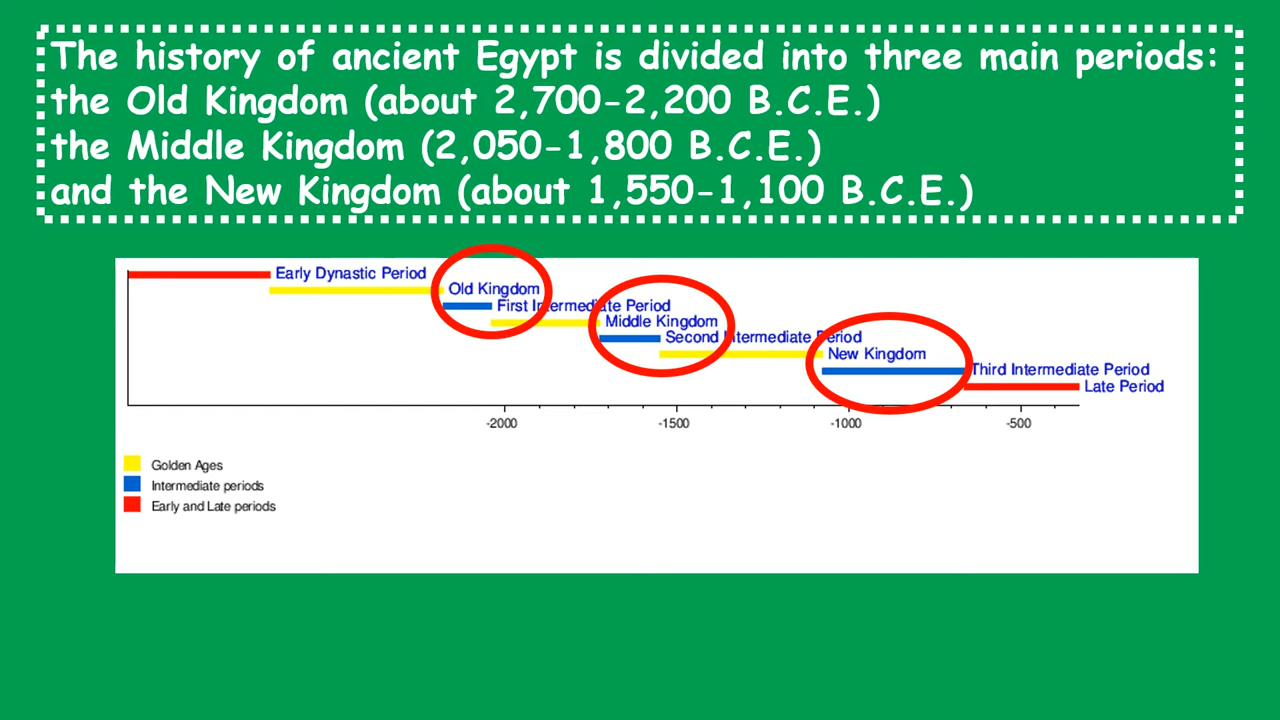 The history of ancient Egypt is divided into three main periods:
the Old Kingdom (about 2,700-2,200 B.C.E.)
the Middle Kingdom (2,050-1,800 B.C.E.)
and the New Kingdom (about 1,550-1,100 B.C.E.)
Early Dynastic Period
Old Kingdom
First Intermediate Period
Middle Kingdom
Second Intermediate Period
New Kingdom
Third Intermediate Period
Late Period
-2000 -1500 -1000 -500
Golden Ages
Intermediate periods
Early and Late periods